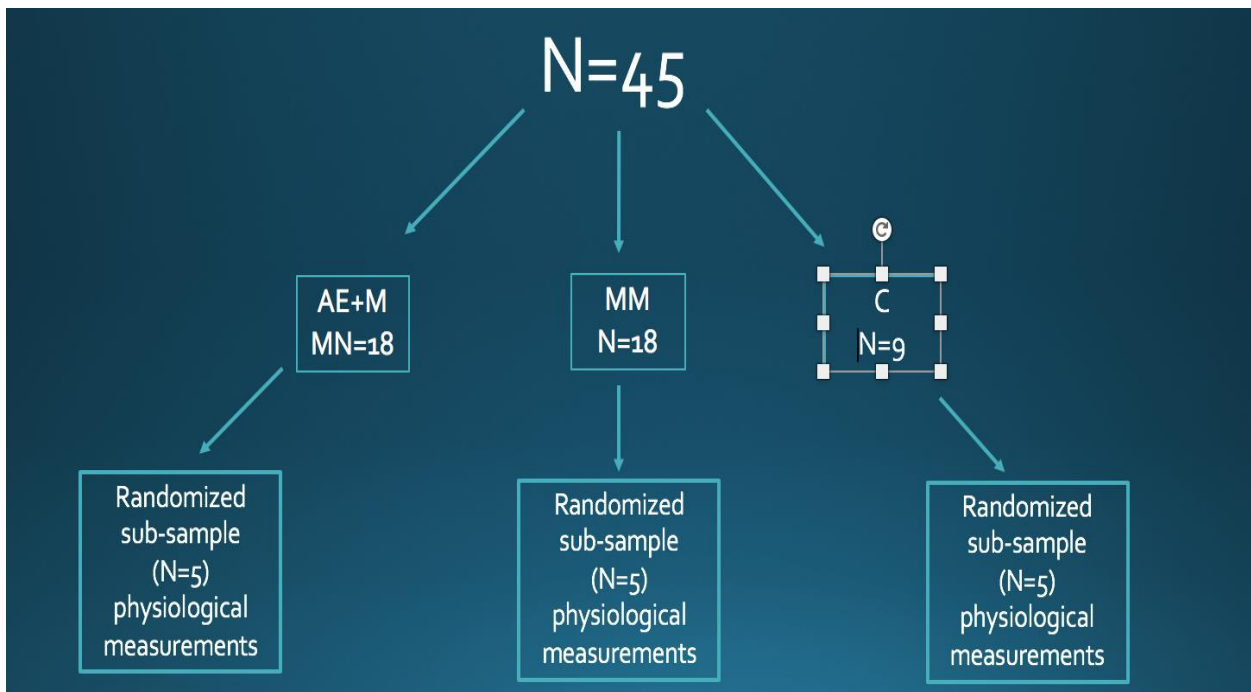 N=45
AE+M
MN=18
MM
N=18
C
N=9
Randomized
sub-sample
(N=5)
physiological
measurements
Randomized
sub-sample
(N=5)
physiological
measurements
Randomized
sub-sample
(N=5)
physiological
measurements